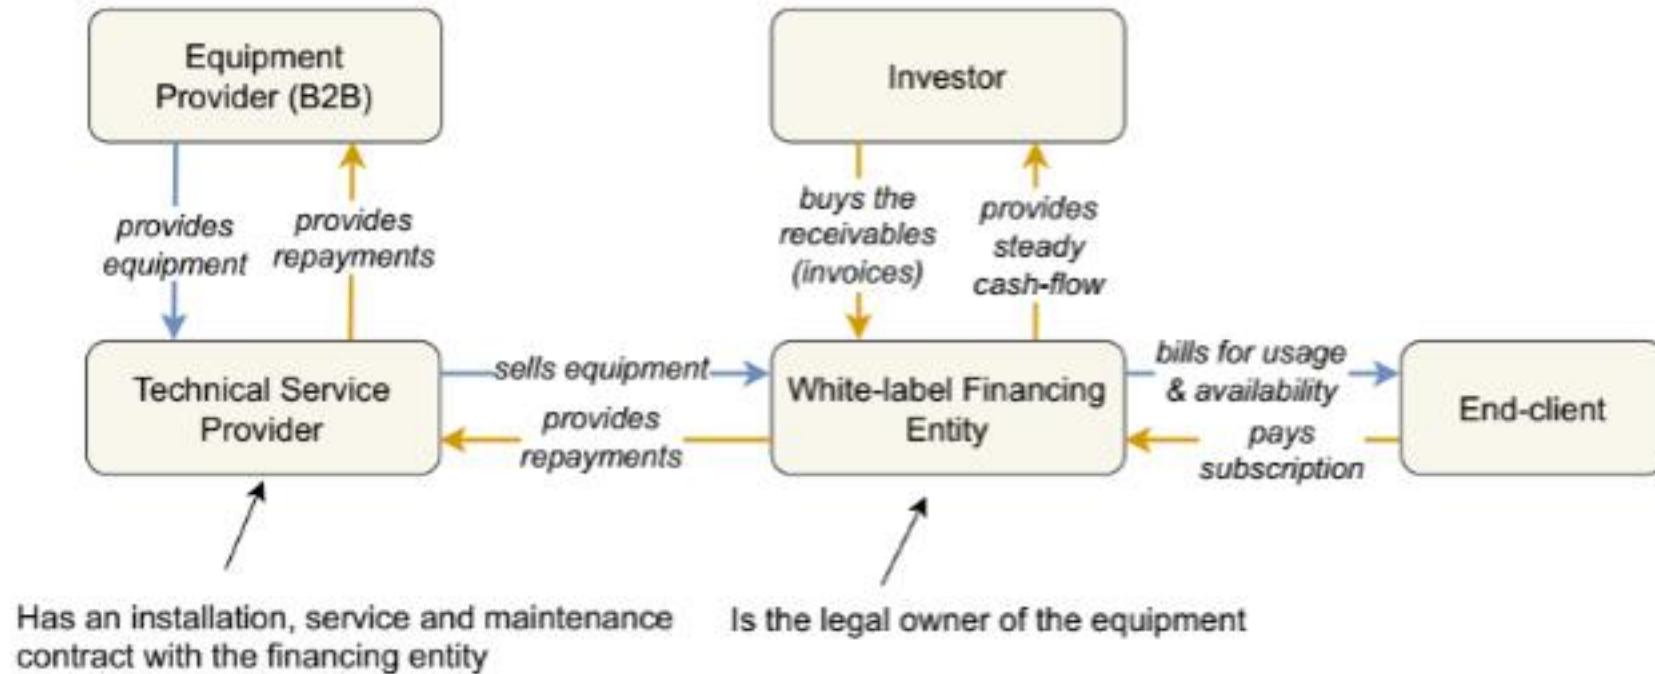 Equipment
Provider (B2B)
Investor
provides
equipment
provides
repayments
buys the
receivables
(invoices)
provides
steady
cash-flow
Technical Service
Provider
sells equipment
provides
repayments
White-label Financing
Entity
bills for usage
& availability
pays
subscription
End-client
Has an installation, service and maintenance
contract with the financing entity
Is the legal owner of the equipment